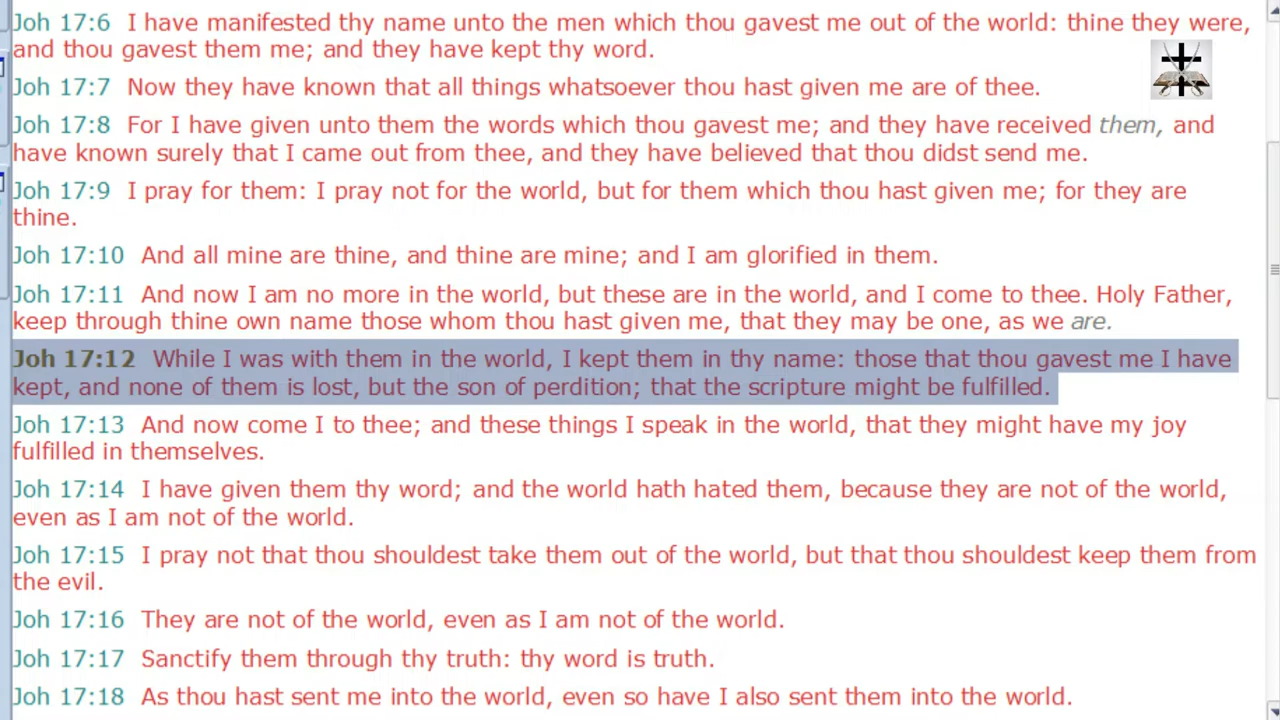 Joh 17:6 I have manifested thy name unto the men which thou gavest me out of the world: thine they were,
and thou gavest them me; and they have kept thy word.
Joh 17:7 Now they have known that all things whatsoever thou hast given me are of thee.
Joh 17:8 For I have given unto them the words which thou gavest me; and they have received them, and
have known surely that I came out from thee, and they have believed that thou didst send me.
Joh 17:9 I pray for them: I pray not for the world, but for them which thou hast given me; for they are
thine.
Joh 17:10 And all mine are thine, and thine are mine; and I am glorified in them.
Joh 17:11 And now I am no more in the world, but these are in the world, and I come to thee. Holy Father,
keep through thine own name those whom thou hast given me, that they may be one, as we are.
Joh 17:12 While I was with them in the world, I kept them in thy name: those that thou gavest me I have
kept, and none of them is lost, but the son of perdition; that the scripture might be fulfilled.
Joh 17:13 And now come I to thee; and these things I speak in the world, that they might have my joy
fulfilled in themselves.
Joh 17:14 I have given them thy word; and the world hath hated them, because they are not of the world,
even as I am not of the world.
Joh 17:15 I pray not that thou shouldest take them out of the world, but that thou shouldest keep them from
the evil.
Joh 17:16 They are not of the world, even as I am not of the world.
Joh 17:17 Sanctify them through thy truth: thy word is truth.
Joh 17:18 As thou hast sent me into the world, even so have I also sent them into the world.